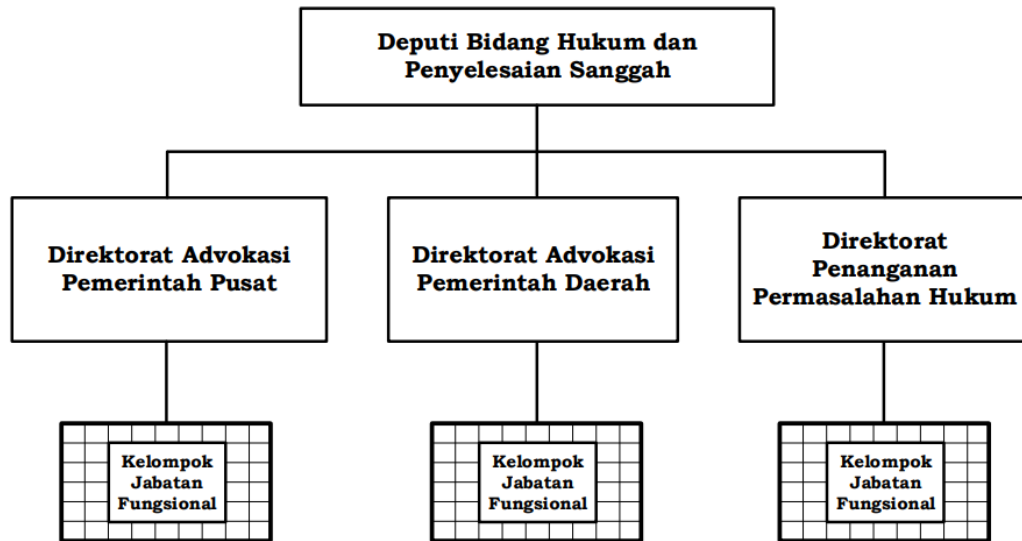 Deputi Bidang Hukum dan
Penyelesaian Sanggah
Direktorat Advokasi
Pemerintah Pusat
Direktorat Advokasi
Pemerintah Daerah
Direktorat
Penanganan
Permasalahan Hukum
Kelompok
Jabatan
Fungsional
Kelompok
Jabatan
Fungsional
Kelompok
Jabatan
Fungsional